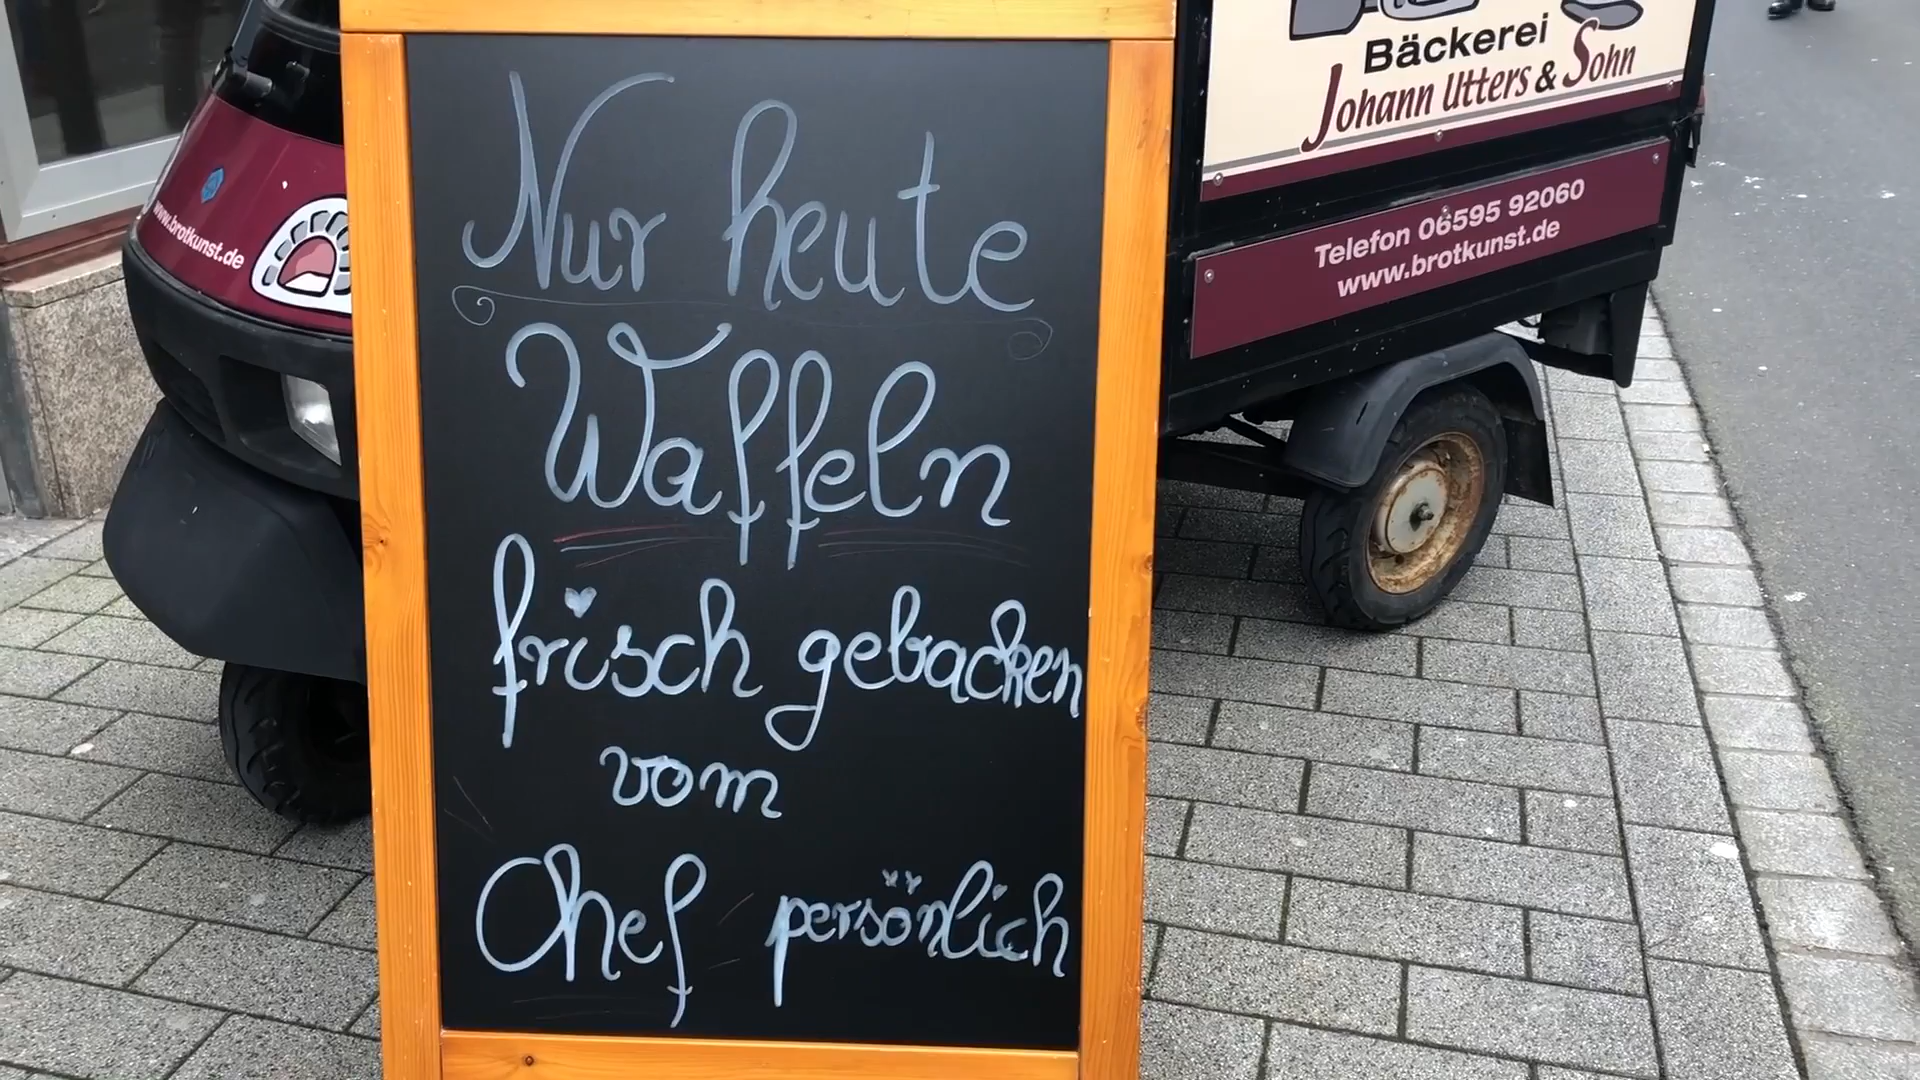 Nur heute
Waffeln
frisch gebacken
vom
Chef persönlich
Bäckerei
Johann Utters & Sohn
Telefon 06595 92060
www.brotkunst.de
www.brotkunst.de